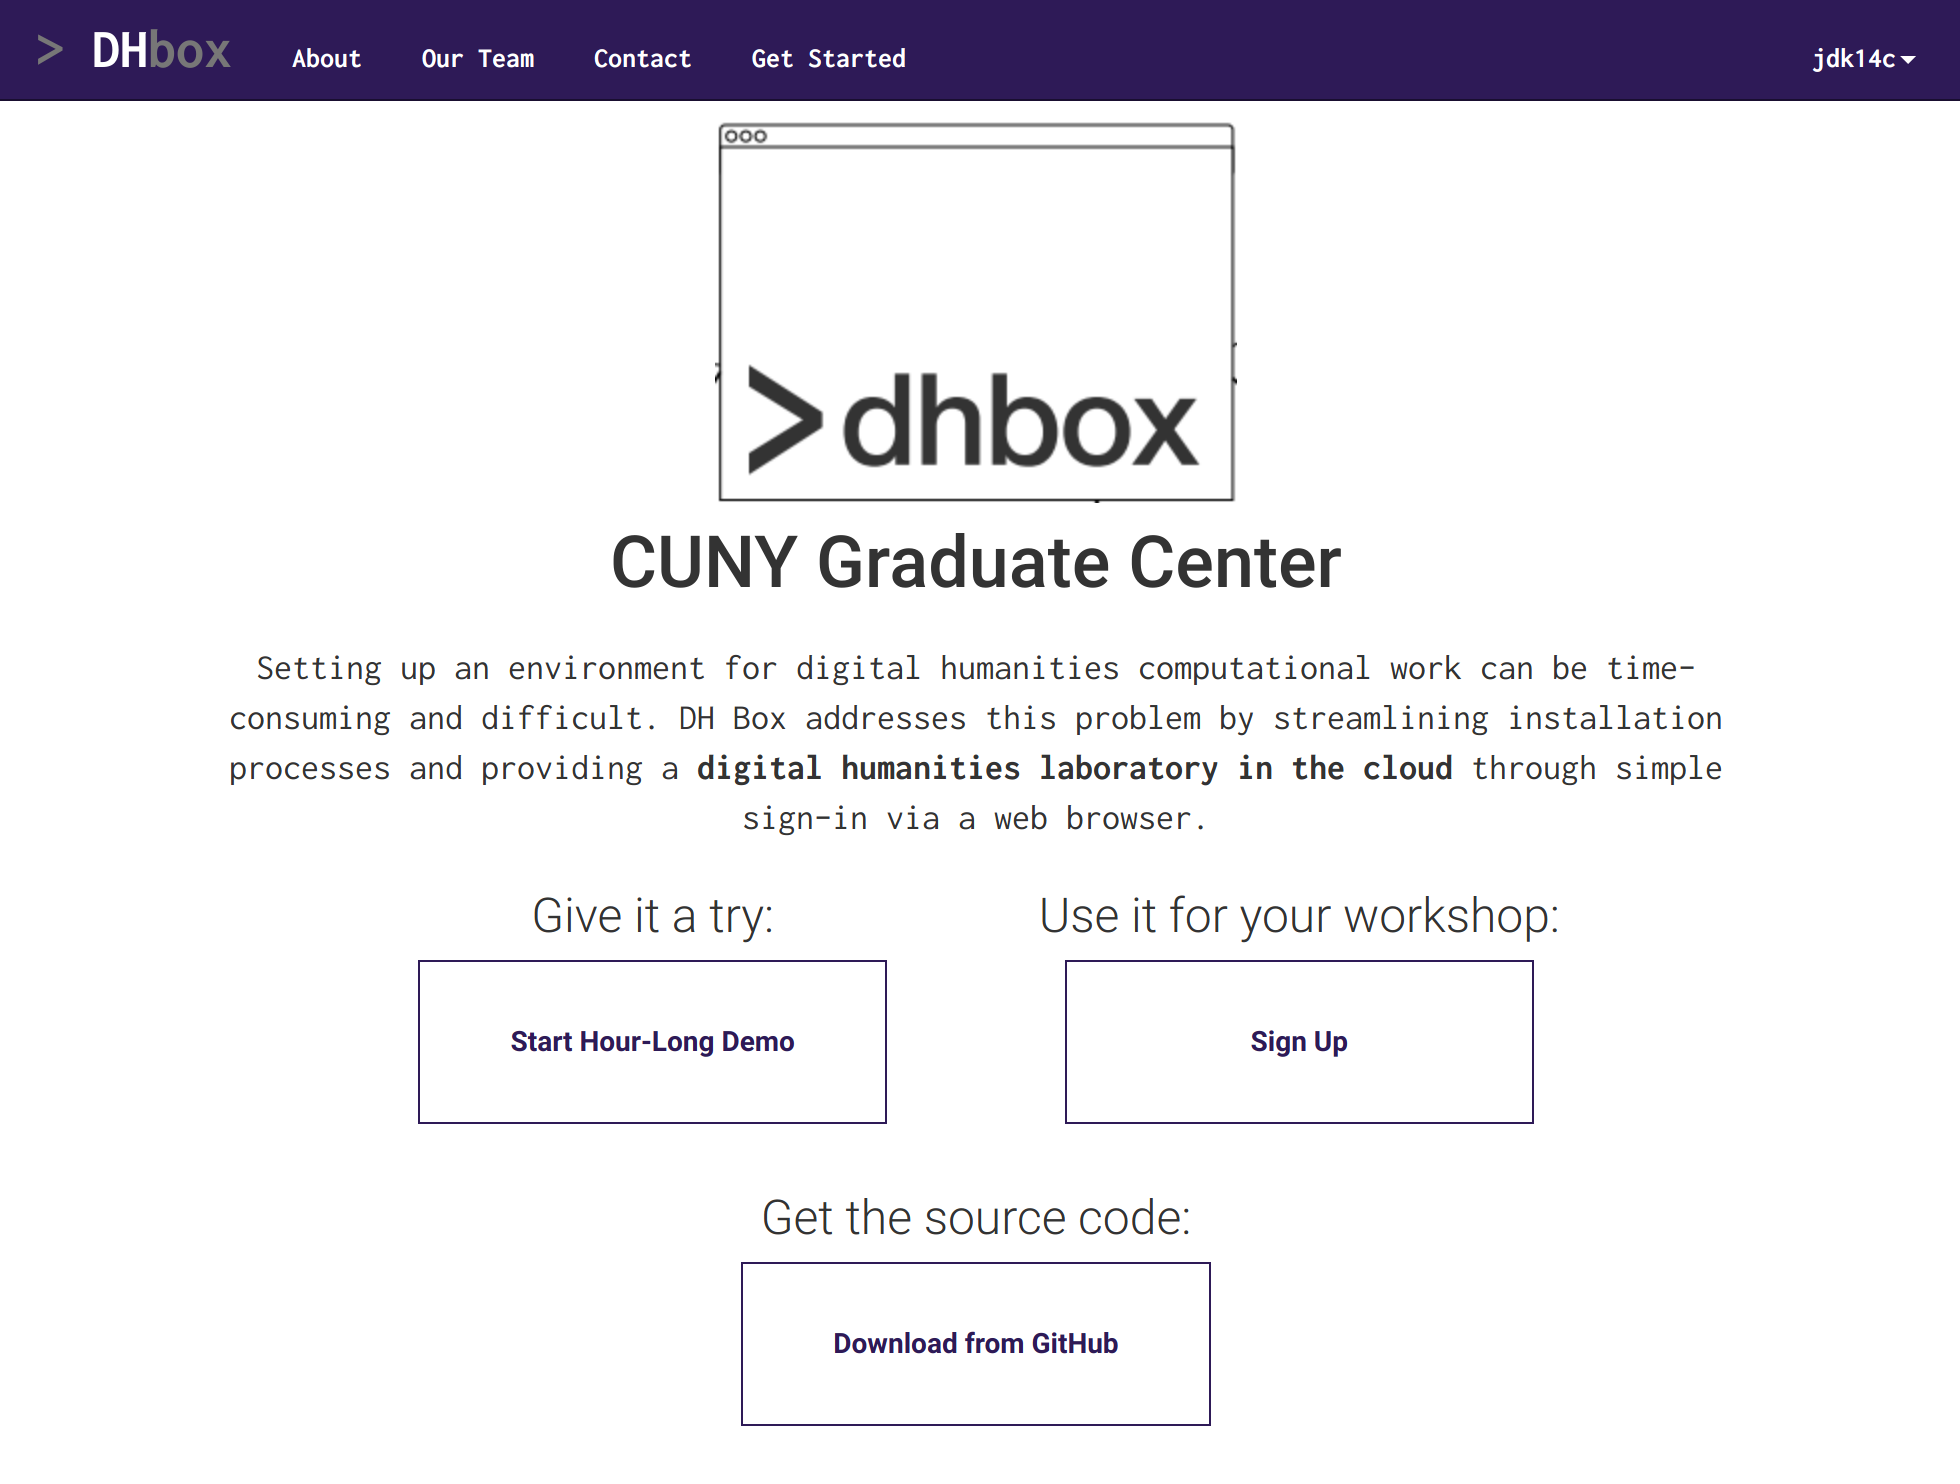 > DHbox About Our Team Contact Get Started jdk14c
>dhbox
CUNY Graduate Center
Setting up an environment for digital humanities computational work can be time-
consuming and difficult. DH Box addresses this problem by streamlining installation
processes and providing a digital humanities laboratory in the cloud through simple
sign-in via a web browser.
Give it a try:
Start Hour-Long Demo
Use it for your workshop:
Sign Up
Get the source code:
Download from GitHub